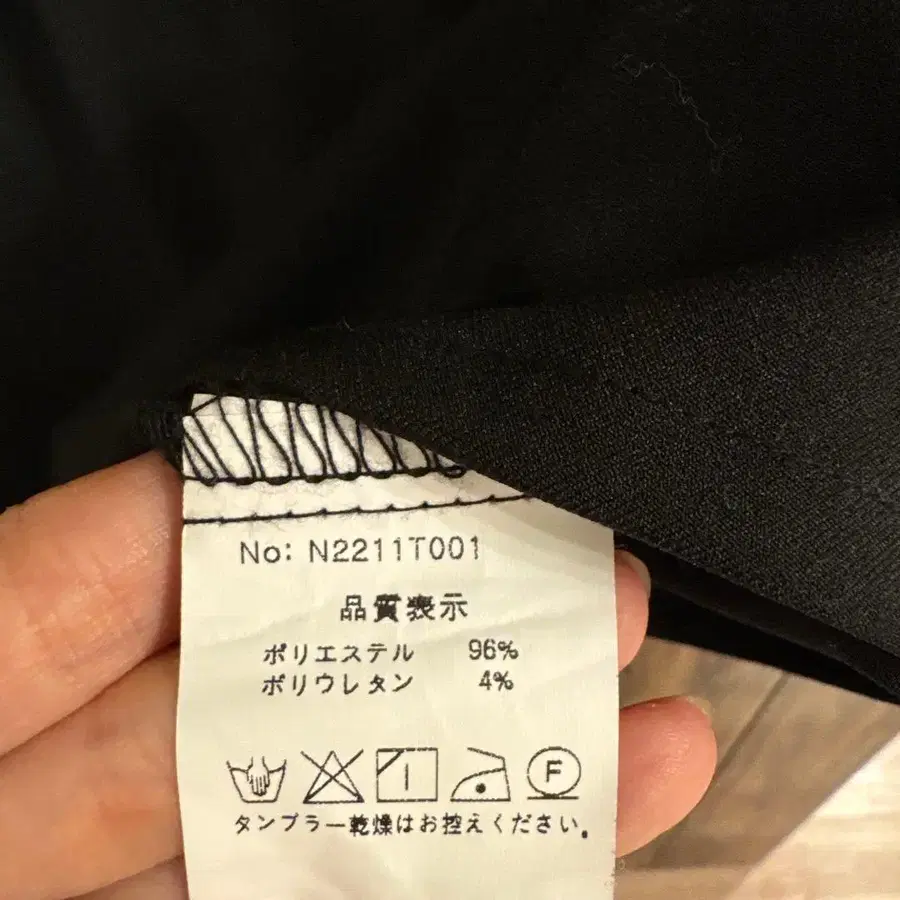 No: N2211T001
品質表示
ポリエステル 96%
ポリウレタン 4%
F
タンブラー乾燥はお控えください。